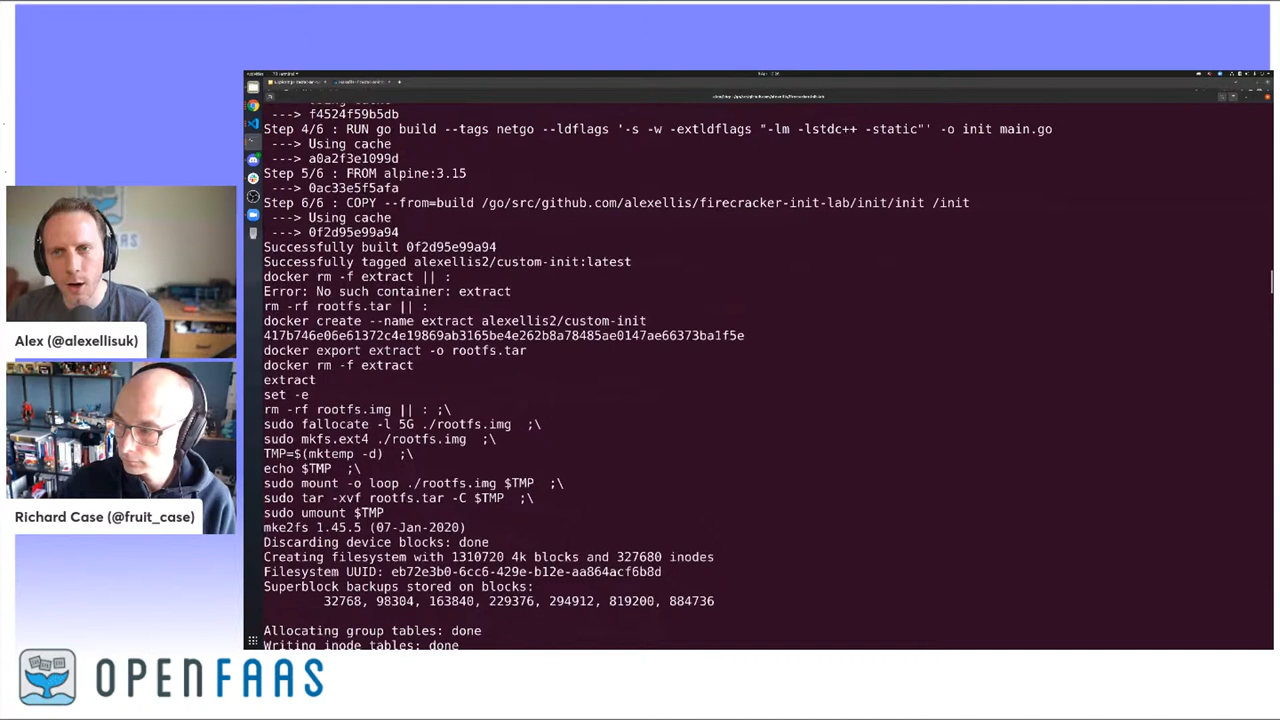 ---> f4524f59b5db
Step 4/6 : RUN go build --tags netgo --ldflags '-s -w -extldflags "-lm -lstdc++ -static"' -o init main.go
---> Using cache
---> a0a2f3e1099d
Step 5/6 : FROM alpine:3.15
---> 0ac33e5f5afa
Step 6/6 : COPY --from=build /go/src/github.com/alexellis/firecracker-init-lab/init/init /init
---> Using cache
---> 0f2d95e99a94
Successfully built 0f2d95e99a94
Successfully tagged alexellis2/custom-init:latest
docker rm -f extract || :
Error: No such container: extract
rm -rf rootfs.tar || :
docker create --name extract alexellis2/custom-init
417b746e06e61372c4e19869ab3165be4e262b8a78485ae0147ae66373ba1f5e
docker export extract -o rootfs.tar
docker rm -f extract
extract
set -e
rm -rf rootfs.img || : ;\
sudo fallocate -l 5G ./rootfs.img ;\
sudo mkfs.ext4 ./rootfs.img ;\
TMP=$(mktemp -d) ;\
echo $TMP ;\
sudo mount -o loop ./rootfs.img $TMP ;\
sudo tar -xvf rootfs.tar -C $TMP ;\
sudo umount $TMP
mke2fs 1.45.5 (07-Jan-2020)
Discarding device blocks: done
Creating filesystem with 1310720 4k blocks and 327680 inodes
Filesystem UUID: eb72e3b0-6cc6-429e-b12e-aa864acf6b8d
Superblock backups stored on blocks:
32768, 98304, 163840, 229376, 294912, 819200, 884736
Allocating group tables: done
Writing inode tables: done
Alex (@alexellisuk)
Richard Case (@fruit_case)
OPENFAAS